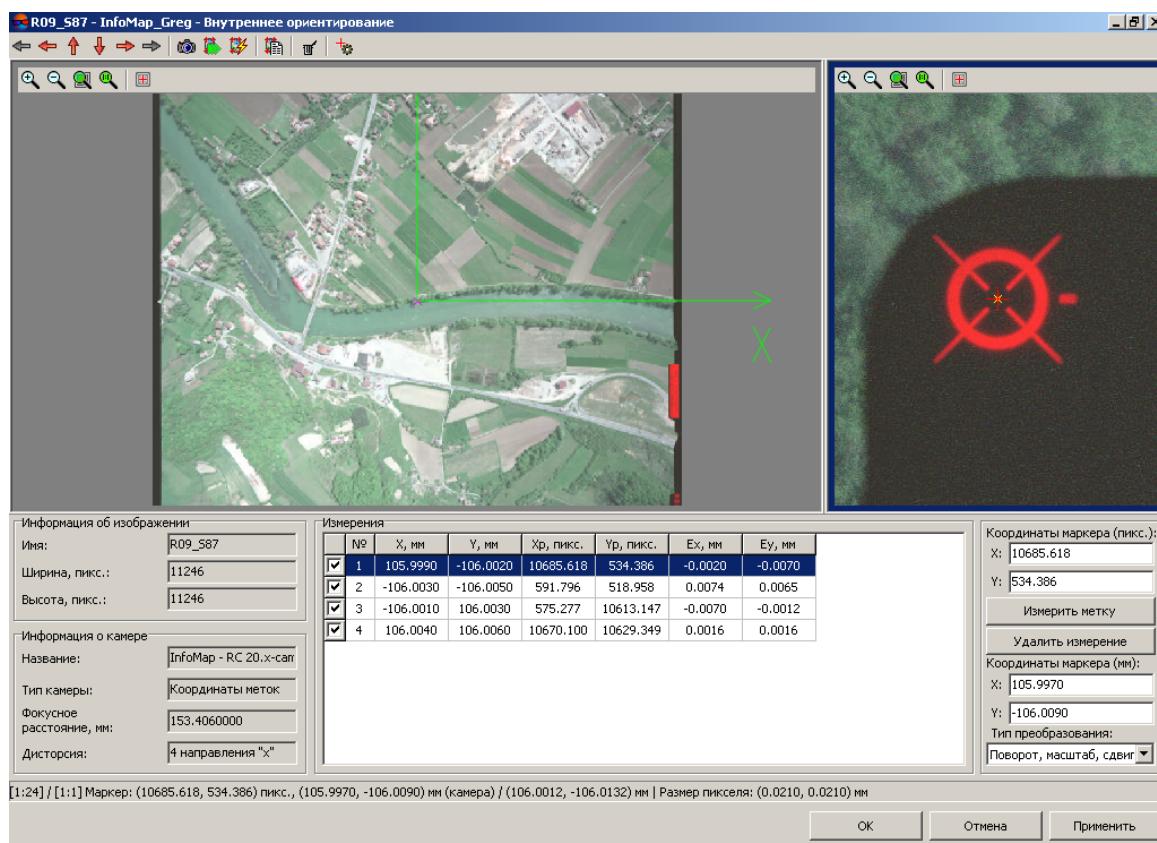 R09_S87 - InfoMap_Greg - Внутреннее ориентирование
X
Информация об изображении
Имя: R09_S87
Ширина, пикс.: 11246
Высота, пикс.: 11246
Информация о камере
Название: InfoMap - RC 20.x-cam
Тип камеры: Координаты меток
Фокусное
расстояние, мм: 153.4060000
Дисторсия: 4 направления "x"
Измерения
№ X, мм Y, мм Xp, пикс. Yp, пикс. Ex, мм Ey, мм
1 105.9990 -106.0020 10685.618 534.386 -0.0020 -0.0070
2 -106.0030 -106.0050 591.796 518.958 0.0074 0.0065
3 -106.0010 106.0030 575.277 10613.147 -0.0070 -0.0012
4 106.0040 106.0060 10670.100 10629.349 0.0016 0.0016
Координаты маркера (пикс.):
X: 10685.618
Y: 534.386
Измерить метку
Удалить измерение
Координаты маркера (мм):
X: 105.9970
Y: -106.0090
Тип преобразования:
Поворот, масштаб, сдвиг
[1:24] / [1:1] Маркер: (10685.618, 534.386) пикс., (105.9970, -106.0090) мм (камера) / (106.0012, -106.0132) мм | Размер пикселя: (0.0210, 0.0210) мм
OK Отмена Применить